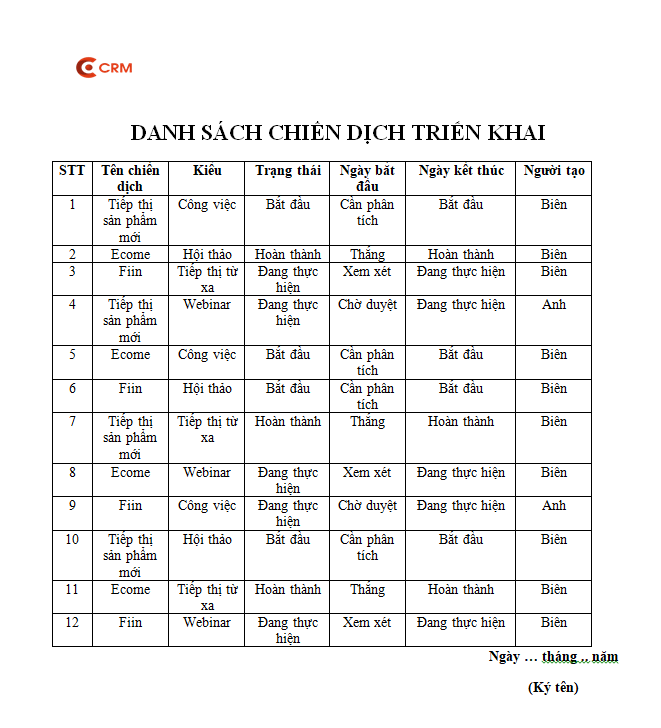 CRM
DANH SÁCH CHIẾN DỊCH TRIỂN KHAI
STT Tên chiến dịch Kiểu Trạng thái Ngày bắt đầu Ngày kết thúc Người tạo
1 Tiếp thị sản phẩm mới Công việc Bắt đầu Cần phân tích Bắt đầu Biên
2 Ecome Hội thảo Hoàn thành Thắng Hoàn thành Biên
3 Fiin Tiếp thị từ xa Đang thực hiện Xem xét Đang thực hiện Biên
4 Tiếp thị sản phẩm mới Webinar Đang thực hiện Chờ duyệt Đang thực hiện Anh
5 Ecome Công việc Bắt đầu Cần phân tích Bắt đầu Biên
6 Fiin Hội thảo Bắt đầu Cần phân tích Bắt đầu Biên
7 Tiếp thị sản phẩm mới Tiếp thị từ xa Hoàn thành Thắng Hoàn thành Biên
8 Ecome Webinar Đang thực hiện Xem xét Đang thực hiện Biên
9 Fiin Công việc Đang thực hiện Chờ duyệt Đang thực hiện Anh
10 Tiếp thị sản phẩm mới Hội thảo Bắt đầu Cần phân tích Bắt đầu Biên
11 Ecome Tiếp thị từ xa Hoàn thành Thắng Hoàn thành Biên
12 Fiin Webinar Đang thực hiện Xem xét Đang thực hiện Biên
Ngày … tháng .. năm
(Ký tên)